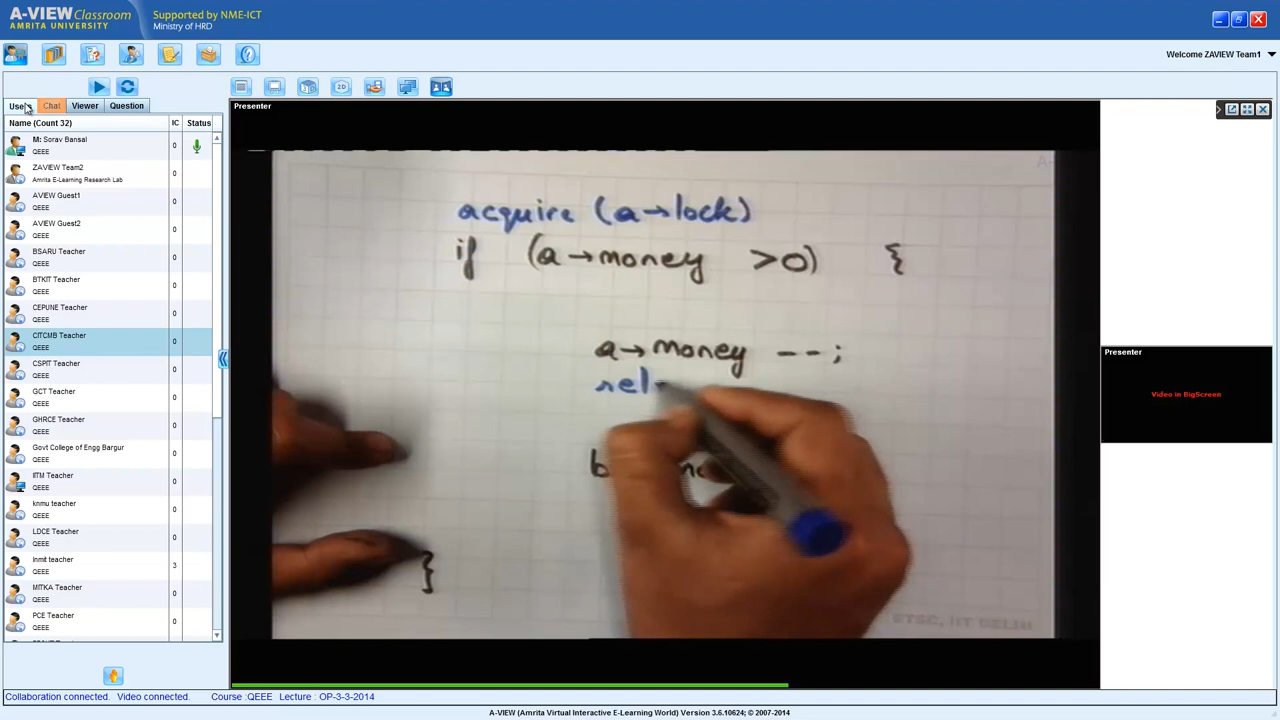 A-VIEW Classroom
AMRITA UNIVERSITY
Supported by NME-ICT
Ministry of HRD
Welcome ZAVIEW Team1
Chat
Viewer
Question
Name (Count 32)
IC
Status
M: Sorav Bansal
QEEE
0
ZAVIEW Team2
Amrita E-Learning Research Lab
0
AVIEW Guest1
QEEE
0
AVIEW Guest2
QEEE
0
BSARU Teacher
QEEE
0
BTKIT Teacher
QEEE
0
CEPUNE Teacher
QEEE
0
CITCMB Teacher
QEEE
0
CSPIT Teacher
QEEE
0
GCT Teacher
QEEE
0
GHRCE Teacher
QEEE
0
Govt College of Engg Bargur
QEEE
0
IITM Teacher
QEEE
0
knmu teacher
QEEE
0
LDCE Teacher
QEEE
0
lnmit teacher
QEEE
3
MITKA Teacher
QEEE
0
PCE Teacher
QEEE
0
2D
Presenter
acquire (a→lock)
if (a→money >0) {
a→money --;
rel
}
ETSC, IIT DELHI
Presenter
Video in BigScreen
Collaboration connected. Video connected. Course :QEEE Lecture : OP-3-3-2014
A-VIEW (Amrita Virtual Interactive E-Learning World) Version 3.6.10624; © 2007-2014